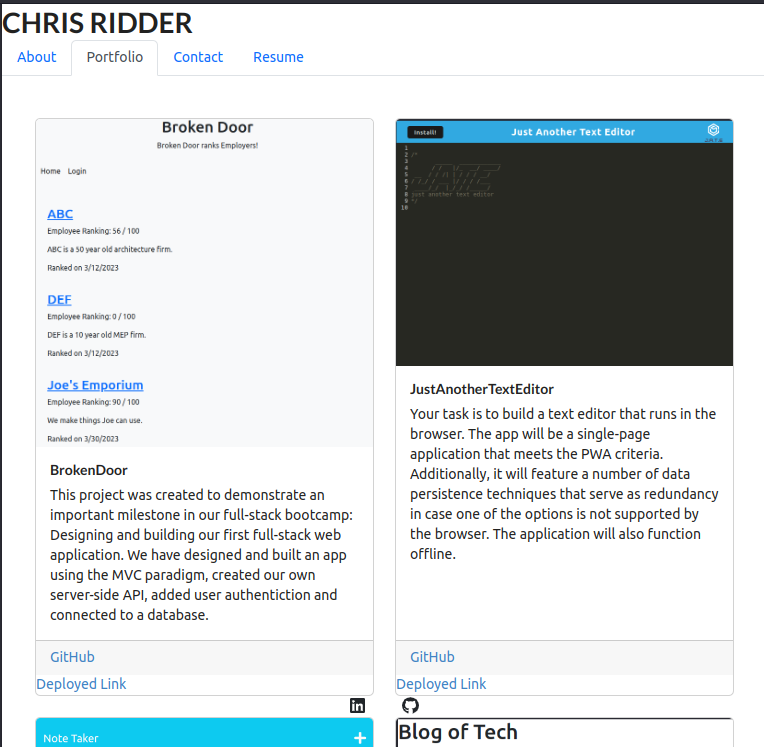 CHRIS RIDDER
About Portfolio Contact Resume
Broken Door
Broken Door ranks Employers!
Home Login
ABC
Employee Ranking: 56 / 100
ABC is a 50 year old architecture firm.
Ranked on 3/12/2023
DEF
Employee Ranking: 0 / 100
DEF is a 10 year old MEP firm.
Ranked on 3/12/2023
Joe's Emporium
Employee Ranking: 90 / 100
We make things Joe can use.
Ranked on 3/30/2023
BrokenDoor
This project was created to demonstrate an
important milestone in our full-stack bootcamp:
Designing and building our first full-stack web
application. We have designed and built an app
using the MVC paradigm, created our own
server-side API, added user authentiction and
connected to a database.
GitHub
Deployed Link
Install!
Just Another Text Editor
J.A.T.E
1
2 /*
3
4
5
6
7
8 just another text editor
9 */
10
JustAnotherTextEditor
Your task is to build a text editor that runs in the
browser. The app will be a single-page
application that meets the PWA criteria.
Additionally, it will feature a number of data
persistence techniques that serve as redundancy
in case one of the options is not supported by
the browser. The application will also function
offline.
GitHub
Deployed Link
in
Note Taker +
Blog of Tech